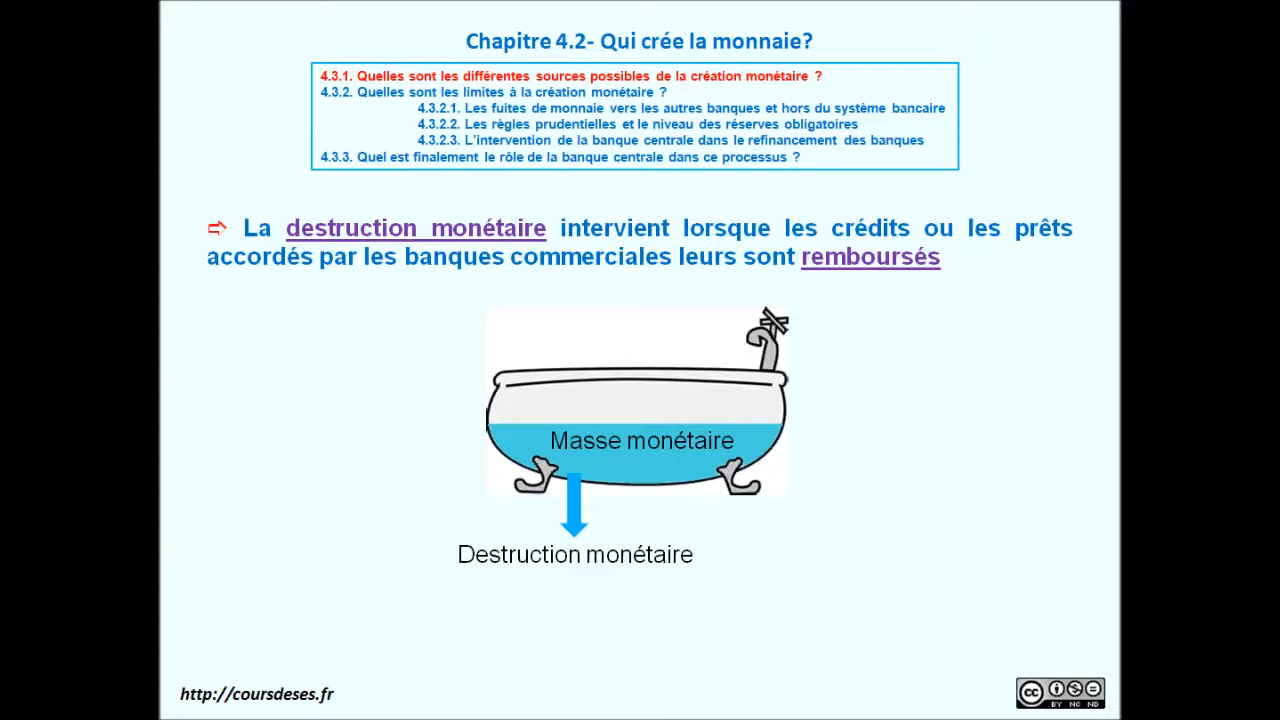 Chapitre 4.2- Qui crée la monnaie?
4.3.1. Quelles sont les différentes sources possibles de la création monétaire ?
4.3.2. Quelles sont les limites à la création monétaire ?
4.3.2.1. Les fuites de monnaie vers les autres banques et hors du système bancaire
4.3.2.2. Les règles prudentielles et le niveau des réserves obligatoires
4.3.2.3. L'intervention de la banque centrale dans le refinancement des banques
4.3.3. Quel est finalement le rôle de la banque centrale dans ce processus ?
⇨ La destruction monétaire intervient lorsque les crédits ou les prêts
accordés par les banques commerciales leurs sont remboursés
Masse monétaire
Destruction monétaire
http://coursdeses.fr
cc
BY NC ND